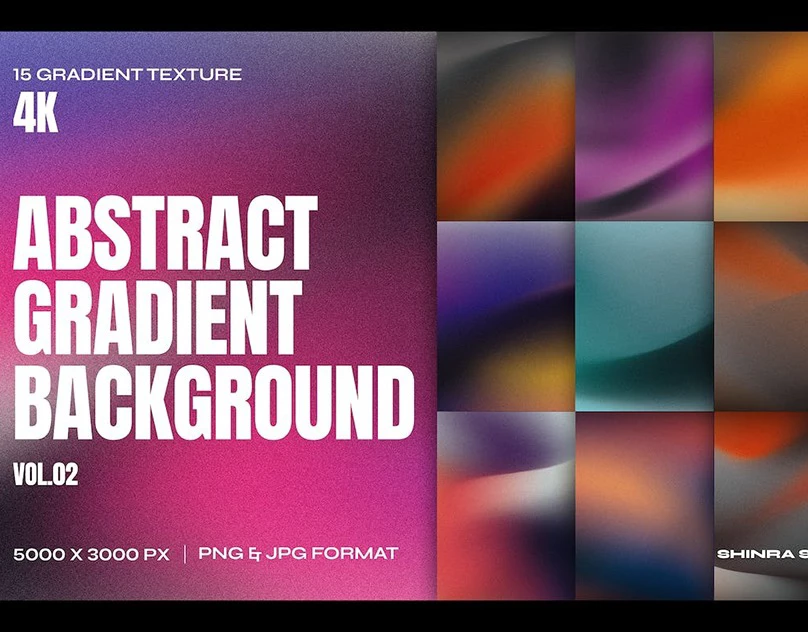 15 GRADIENT TEXTURE
4K
ABSTRACT
GRADIENT
BACKGROUND
VOL.02
5000 X 3000 PX | PNG & JPG FORMAT
SHINRA